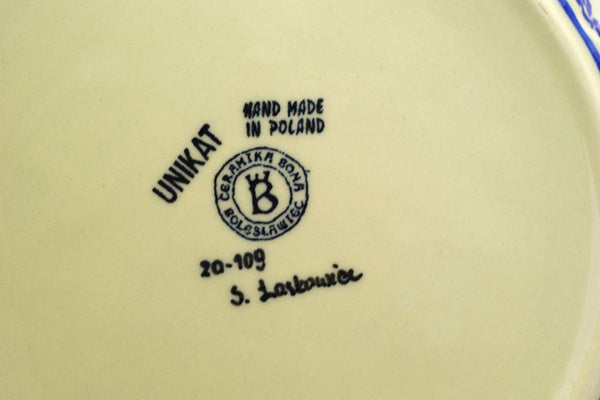 HAND MADE
IN POLAND
UNIKAT
CERAMIKA BONA
B
BOLESŁAWIEC
20-109
S. Laskowicz